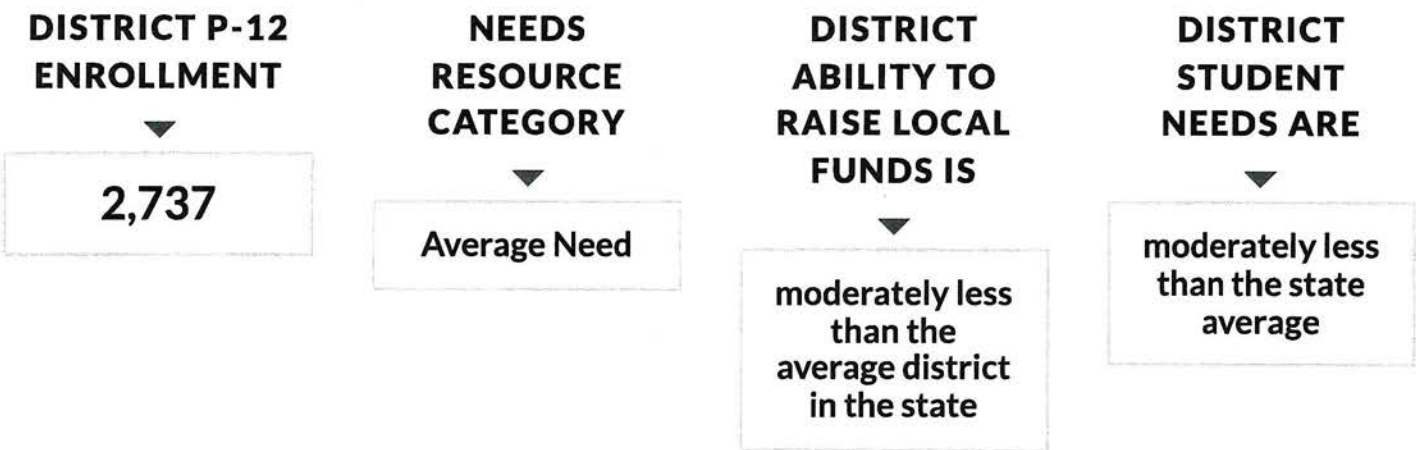 DISTRICT P-12
ENROLLMENT
2,737
NEEDS
RESOURCE
CATEGORY
Average Need
DISTRICT
ABILITY TO
RAISE LOCAL
FUNDS IS
moderately less
than the
average district
in the state
DISTRICT
STUDENT
NEEDS ARE
moderately less
than the state
average